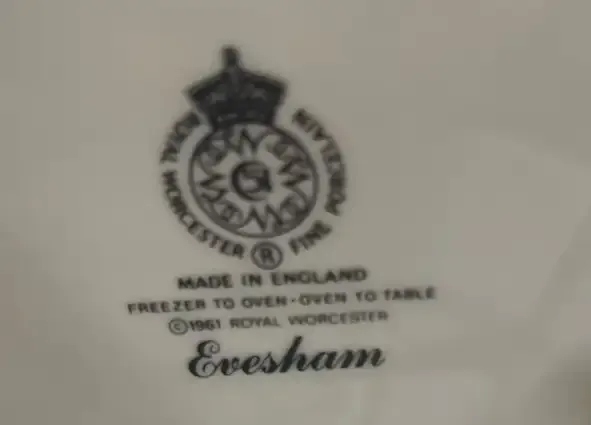 ROYAL WORCESTER ® FINE PORCELAIN
MADE IN ENGLAND
FREEZER TO OVEN·OVEN TO TABLE
©1961 ROYAL WORCESTER
Evesham